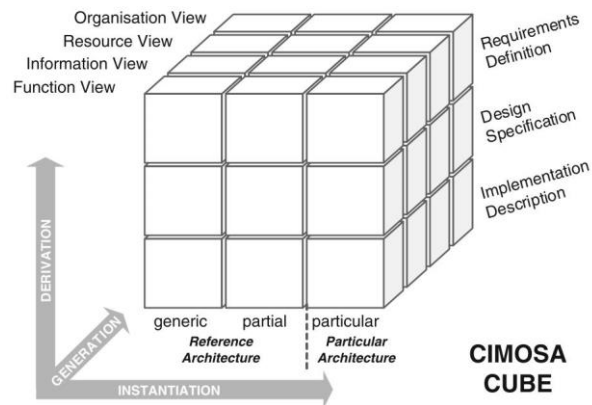 Organisation View
Resource View
Information View
Function View
Requirements
Definition
Design
Specification
Implementation
Description
DERIVATION
GENERATION
INSTANTIATION
generic partial particular
Reference
Architecture
Particular
Architecture
CIMOSA
CUBE